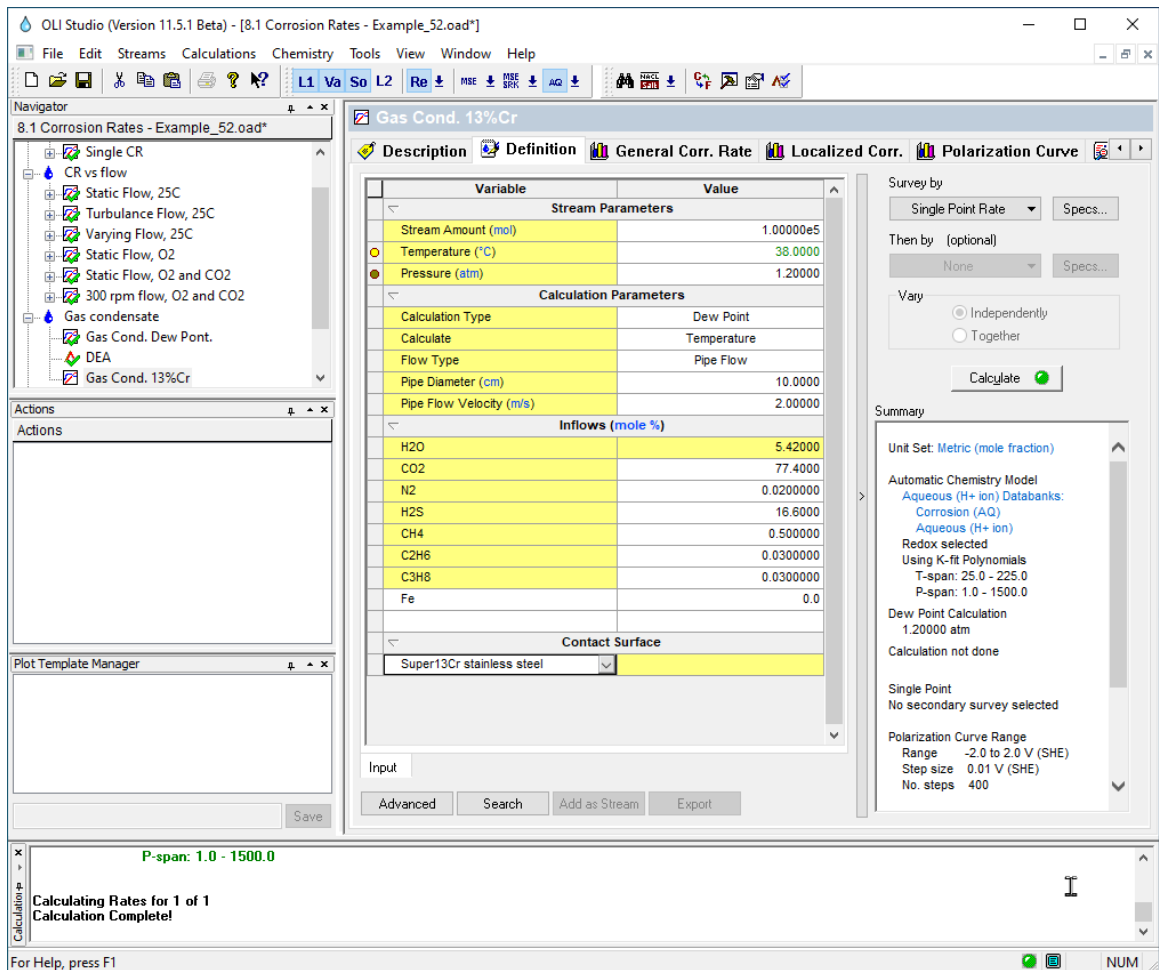 OLI Studio (Version 11.5.1 Beta) - [8.1 Corrosion Rates - Example_52.oad*]
File Edit Streams Calculations Chemistry Tools View Window Help
L1 Va So L2 Re MSE MSE SRK AQ
Navigator
8.1 Corrosion Rates - Example_52.oad*
Single CR
CR vs flow
Static Flow, 25C
Turbulance Flow, 25C
Varying Flow, 25C
Static Flow, O2
Static Flow, O2 and CO2
300 rpm flow, O2 and CO2
Gas condensate
Gas Cond. Dew Pont.
DEA
Gas Cond. 13%Cr
Actions
Actions
Plot Template Manager
Save
Gas Cond. 13%Cr
Description Definition General Corr. Rate Localized Corr. Polarization Curve
Variable Value
Stream Parameters
Stream Amount (mol) 1.00000e5
Temperature (°C) 38.0000
Pressure (atm) 1.20000
Calculation Parameters
Calculation Type Dew Point
Calculate Temperature
Flow Type Pipe Flow
Pipe Diameter (cm) 10.0000
Pipe Flow Velocity (m/s) 2.00000
Inflows (mole %)
H2O 5.42000
CO2 77.4000
N2 0.0200000
H2S 16.6000
CH4 0.500000
C2H6 0.0300000
C3H8 0.0300000
Fe 0.0
Contact Surface
Super13Cr stainless steel
Input
Advanced Search Add as Stream Export
Survey by
Single Point Rate Specs...
Then by (optional)
None Specs...
Vary
Independently
Together
Calculate
Summary
Unit Set: Metric (mole fraction)
Automatic Chemistry Model
Aqueous (H+ ion) Databanks:
Corrosion (AQ)
Aqueous (H+ ion)
Redox selected
Using K-fit Polynomials
T-span: 25.0 - 225.0
P-span: 1.0 - 1500.0
Dew Point Calculation
1.20000 atm
Calculation not done
Single Point
No secondary survey selected
Polarization Curve Range
Range -2.0 to 2.0 V (SHE)
Step size 0.01 V (SHE)
No. steps 400
Calculation
P-span: 1.0 - 1500.0
Calculating Rates for 1 of 1
Calculation Complete!
For Help, press F1
NUM